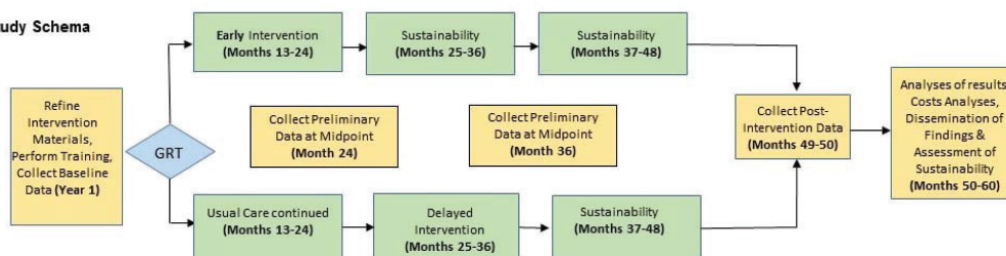 udy Schema
Early Intervention
(Months 13-24)
Sustainability
(Months 25-36)
Sustainability
(Months 37-48)
Refine
Intervention
Materials,
Perform Training,
Collect Baseline
Data (Year 1)
GRT
Collect Preliminary
Data at Midpoint
(Month 24)
Collect Preliminary
Data at Midpoint
(Month 36)
Collect Post-
Intervention Data
(Months 49-50)
Analyses of results
Costs Analyses,
Dissemination of
Findings &
Assessment of
Sustainability
(Months 50-60)
Usual Care continued
(Months 13-24)
Delayed
Intervention
(Months 25-36)
Sustainability
(Months 37-48)